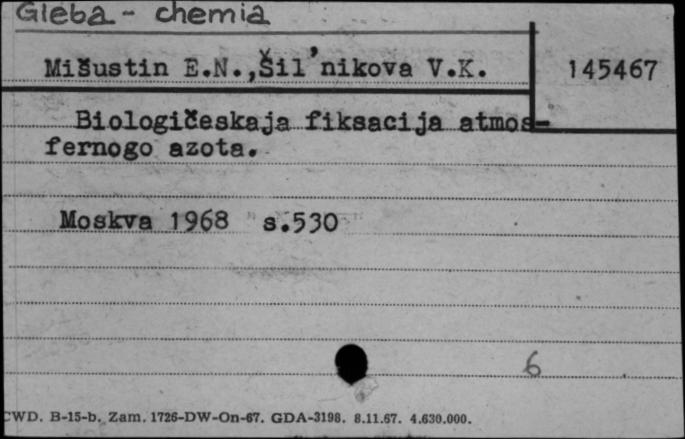 Gleba - chemia
Mišustin E.N.,Šil'nikova V.K.
145467
Biologičeskaja fiksacija atmos-
fernogo azota.
Moskva 1968 s.530
6
CWD. B-15-b. Zam. 1726-DW-On-67. GDA-3198. 8.11.67. 4.630.000.